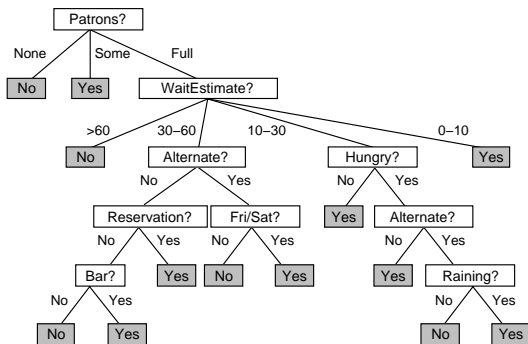 Patrons?
None Some Full
No Yes WaitEstimate?
>60 30–60 10–30 0–10
No Alternate? Hungry? Yes
No Yes No Yes
Reservation? Fri/Sat? Yes Alternate?
No Yes No Yes No Yes
Bar? Yes No Yes Yes Raining?
No Yes No Yes
No Yes No Yes